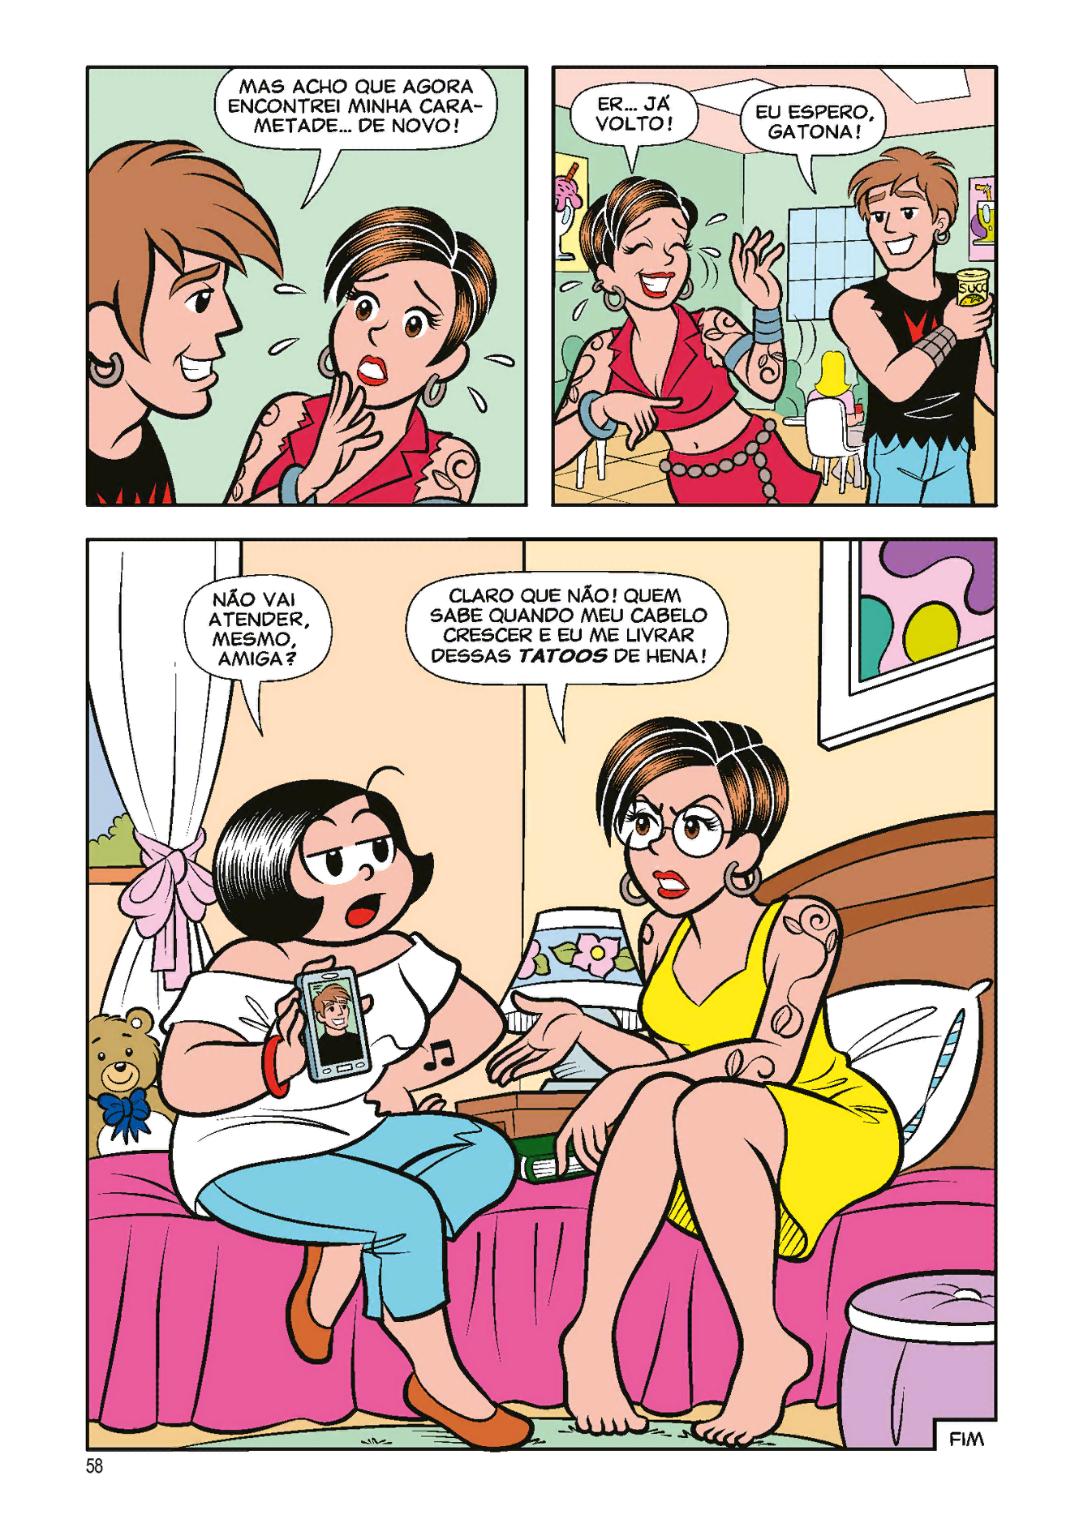 MAS ACHO QUE AGORA
ENCONTREI MINHA CARA-
METADE... DE NOVO!
ER... JÁ
VOLTO!
EU ESPERO,
GATONA!
SUCO
NÃO VAI
ATENDER,
MESMO,
AMIGA?
CLARO QUE NÃO! QUEM
SABE QUANDO MEU CABELO
CRESCER E EU ME LIVRAR
DESSAS TATOOS DE HENA!
FIM
58